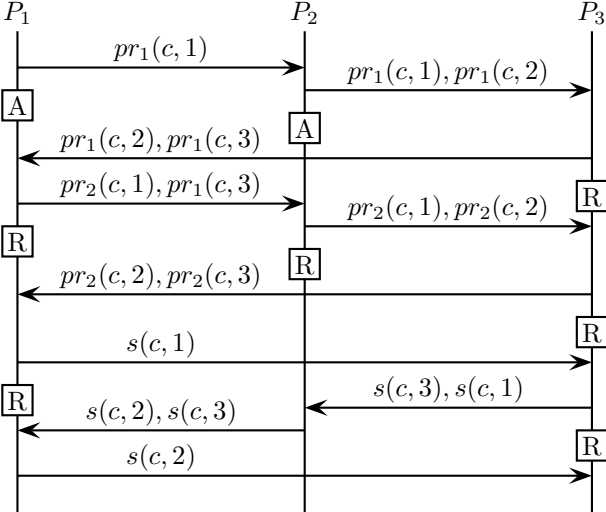 P₁ P₂ P₃
pr₁(c, 1)
pr₁(c, 1), pr₁(c, 2)
A
A
pr₁(c, 2), pr₁(c, 3)
pr₂(c, 1), pr₁(c, 3)
R
pr₂(c, 1), pr₂(c, 2)
R
R
pr₂(c, 2), pr₂(c, 3)
R
s(c, 1)
R
s(c, 3), s(c, 1)
s(c, 2), s(c, 3)
R
s(c, 2)